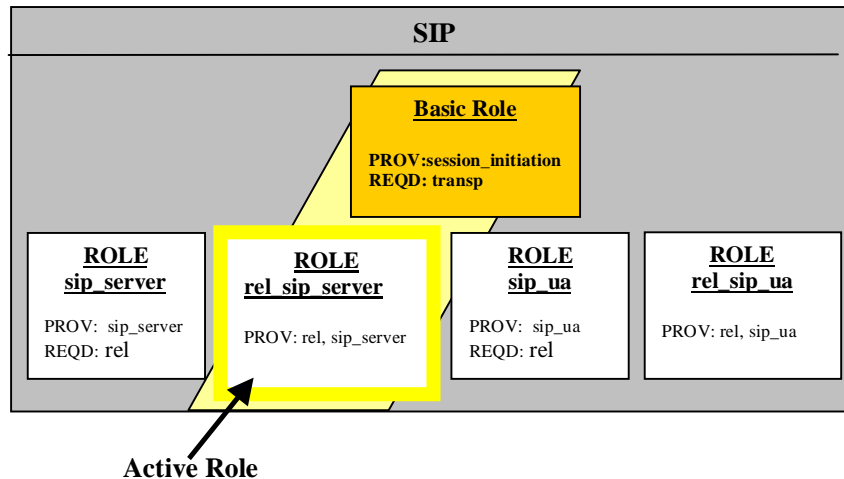 SIP
Basic Role
PROV:session_initiation
REQD: transp
ROLE
sip_server
PROV: sip_server
REQD: rel
ROLE
rel_sip_server
PROV: rel, sip_server
ROLE
sip_ua
PROV: sip_ua
REQD: rel
ROLE
rel_sip_ua
PROV: rel, sip_ua
Active Role